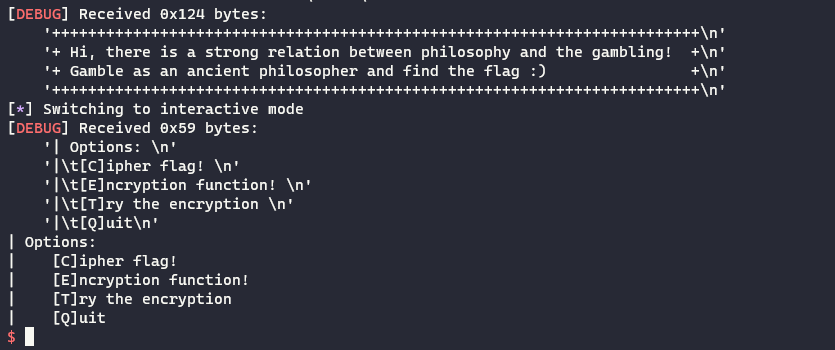 [DEBUG] Received 0x124 bytes:
'++++++++++++++++++++++++++++++++++++++++++++++++++++++++++++++++++++++++\n'
'+ Hi, there is a strong relation between philosophy and the gambling!  +\n'
'+ Gamble as an ancient philosopher and find the flag :)                +\n'
'++++++++++++++++++++++++++++++++++++++++++++++++++++++++++++++++++++++++\n'
[*] Switching to interactive mode
[DEBUG] Received 0x59 bytes:
'| Options: \n'
'|\t[C]ipher flag! \n'
'|\t[E]ncryption function! \n'
'|\t[T]ry the encryption \n'
'|\t[Q]uit\n'
| Options:
|    [C]ipher flag!
|    [E]ncryption function!
|    [T]ry the encryption
|    [Q]uit
$